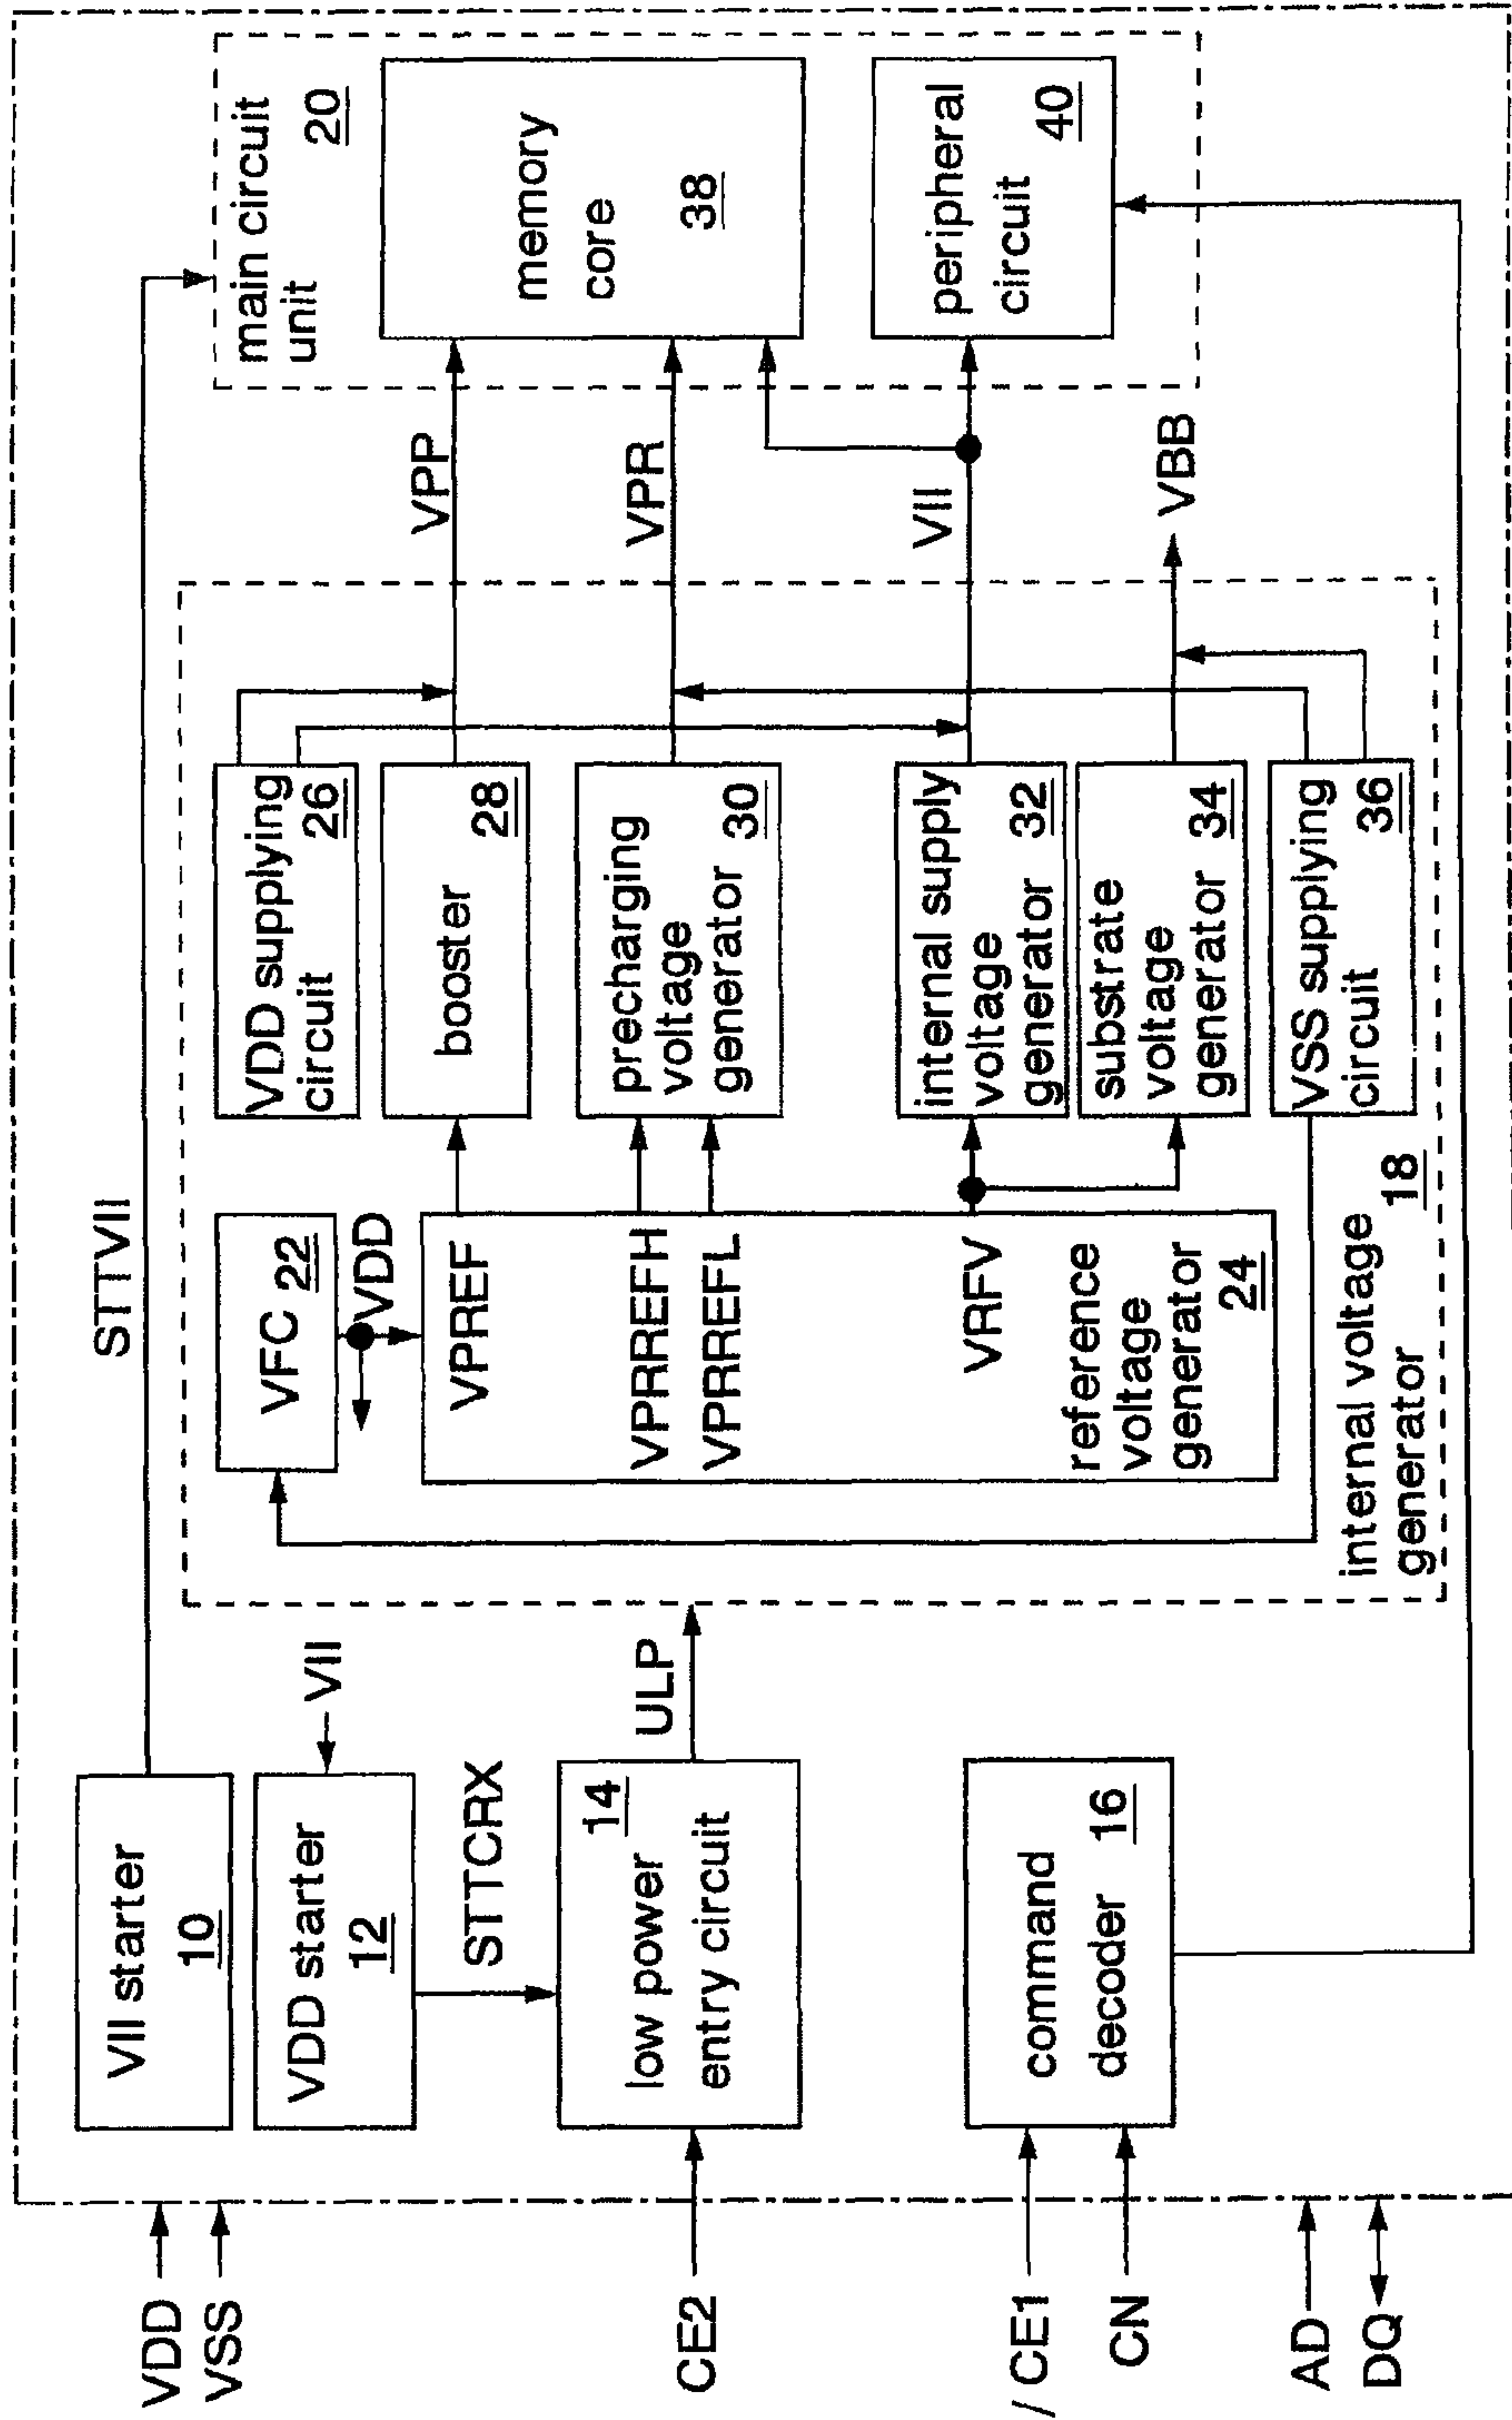 VDD
VSS
CE2
/ CE1
CN
AD
DQ
VII starter
10
VDD starter
12
VII
STTCRX
14
low power
entry circuit
ULP
command
decoder 16
STTVII
VFC 22
VDD
VPREF
VPRREFH
VPRREFL
VRFV
reference
voltage
generator
24
internal voltage
generator
18
VDD supplying
circuit
26
booster
28
precharging
voltage
generator
30
internal supply
voltage
generator 32
substrate
voltage
generator 34
VSS supplying
circuit
36
VPP
VPR
VII
VBB
main circuit
unit
20
memory
core
38
peripheral
circuit
40